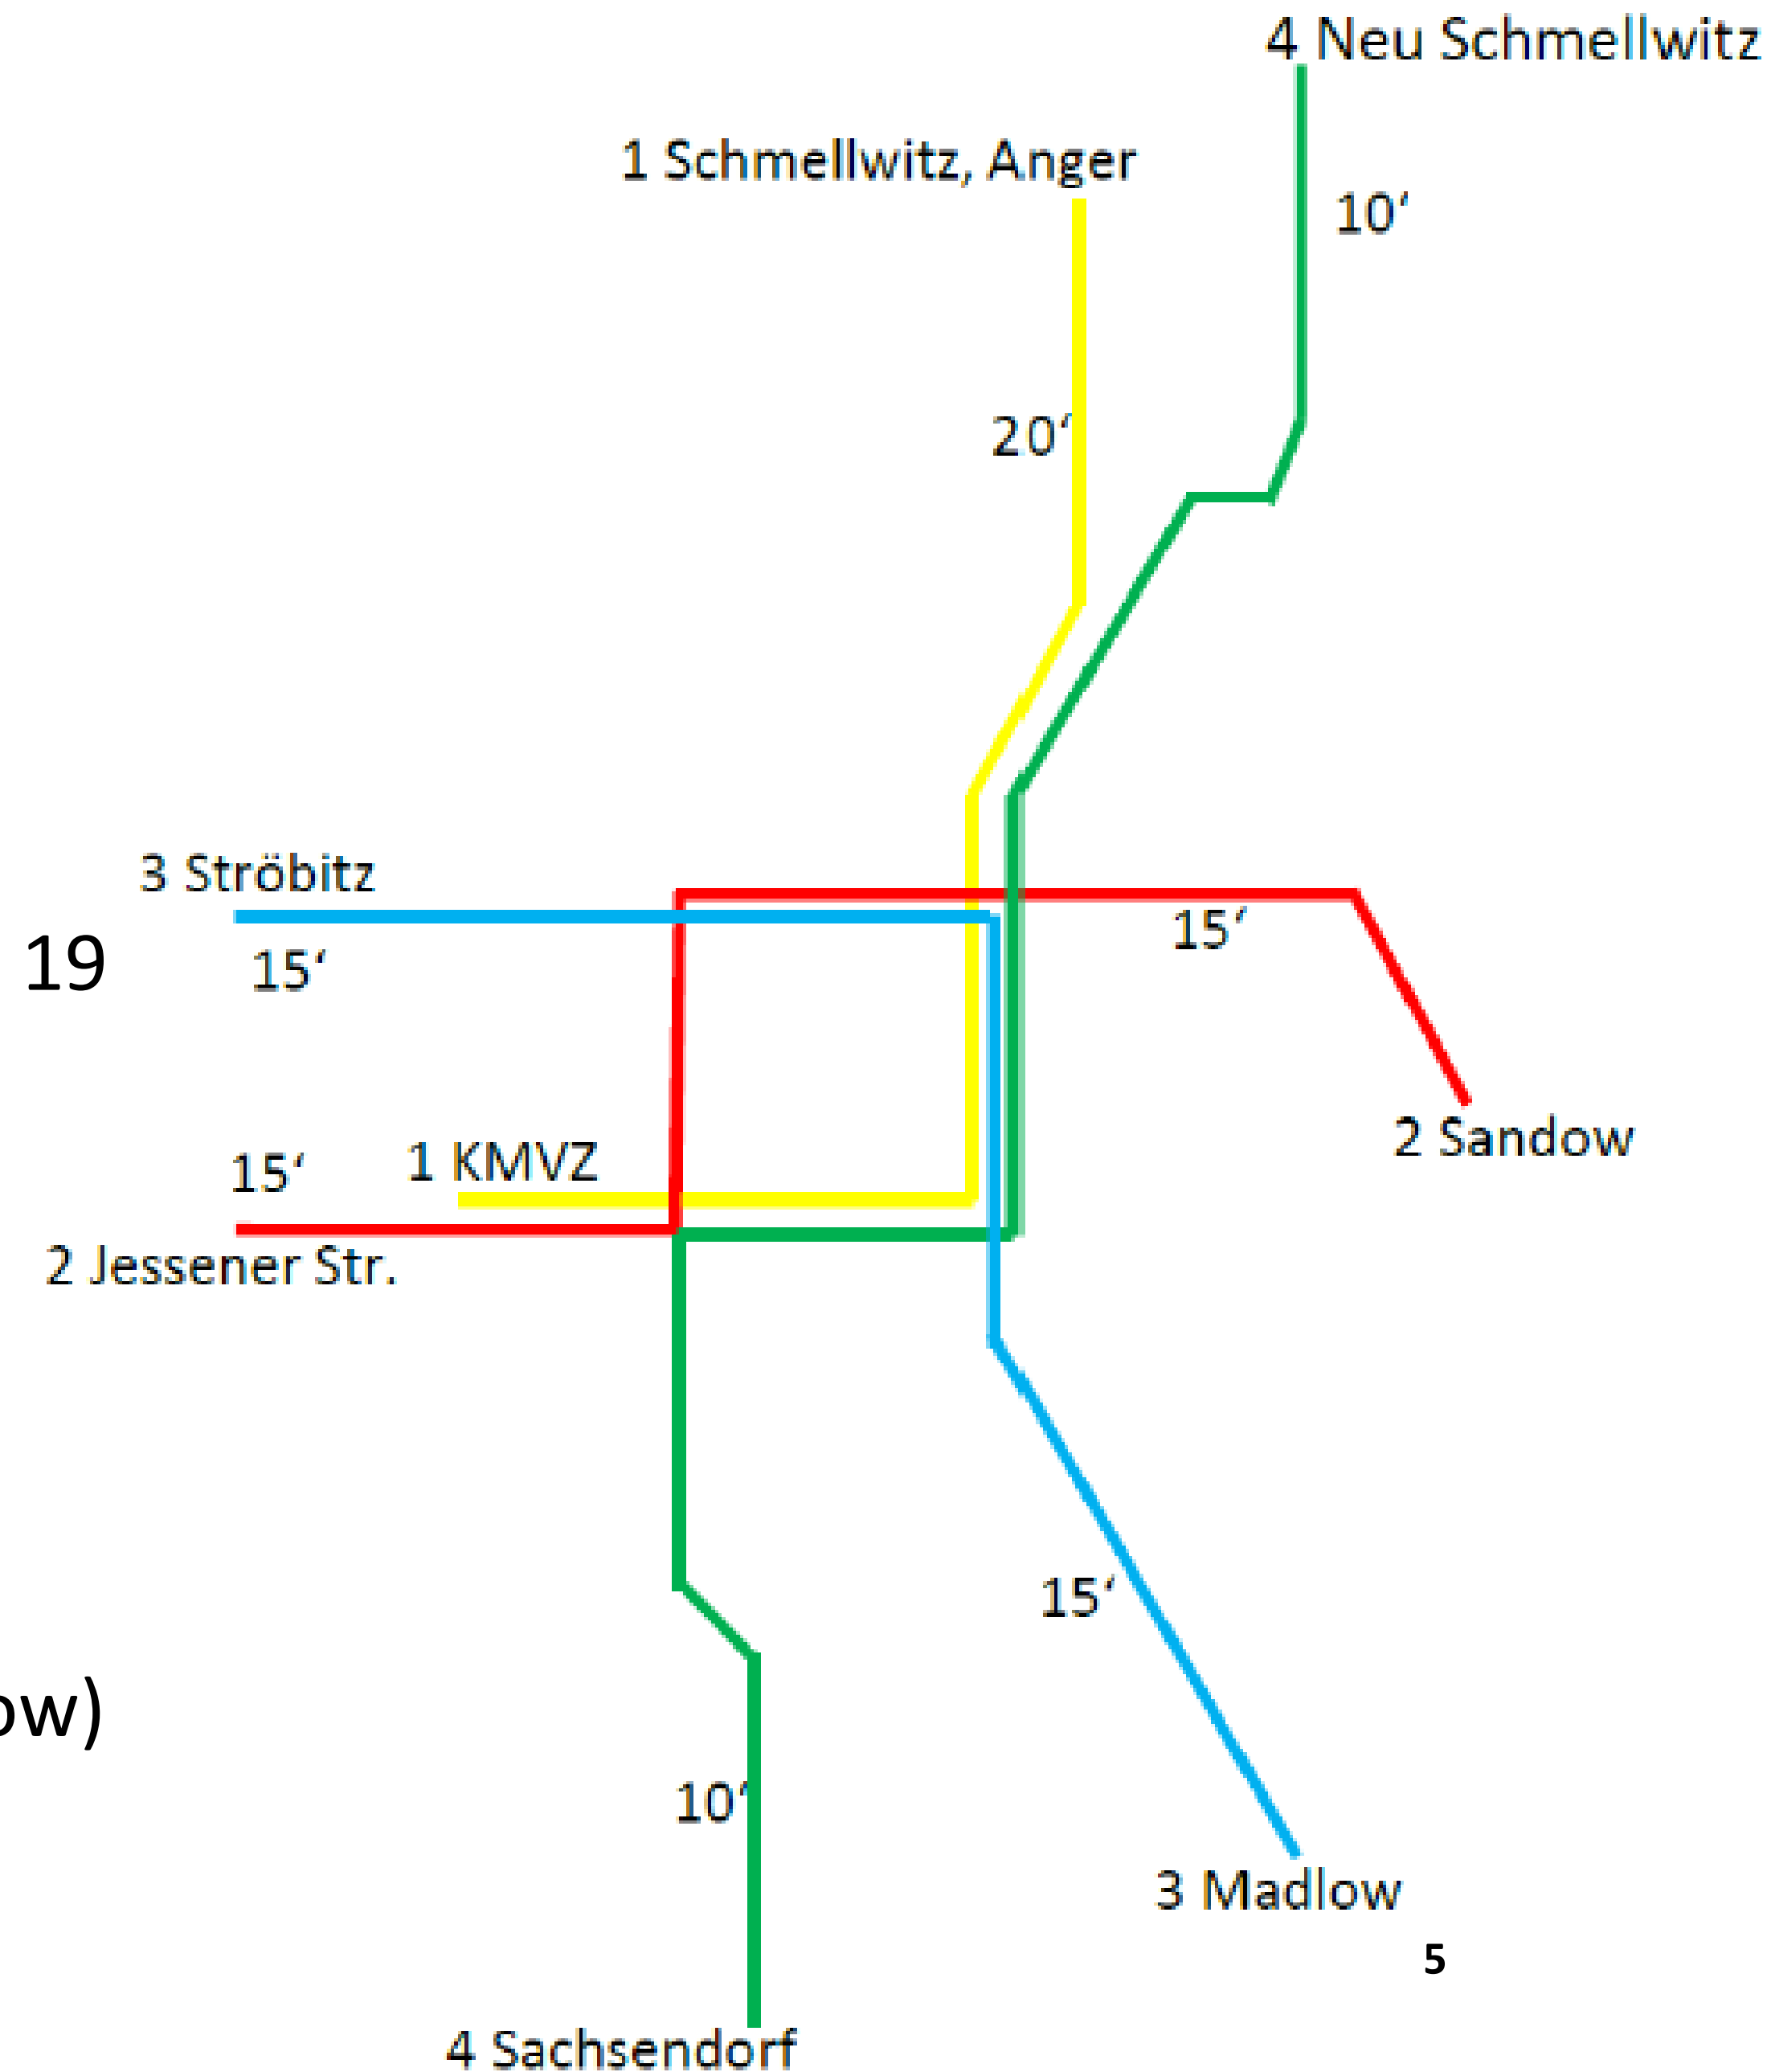 4 Neu Schmellwitz
1 Schmellwitz, Anger
10‘
20‘
3 Ströbitz
15‘
19
15‘
2 Sandow
15‘
1 KMVZ
2 Jessener Str.
15‘
ow)
10‘
3 Madlow
5
4 Sachsendorf